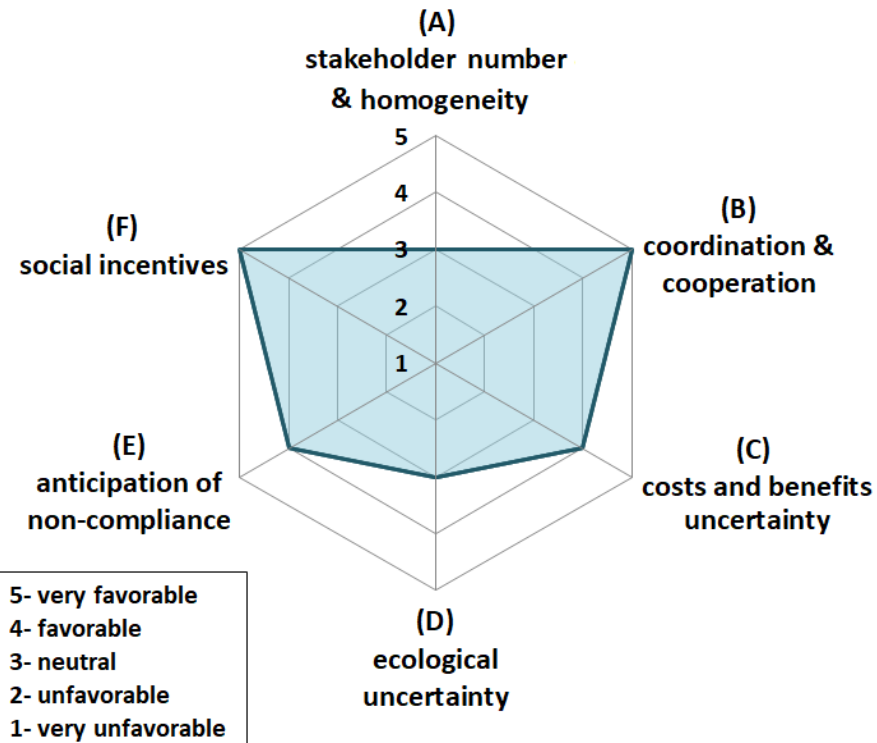 (A)
stakeholder number
& homogeneity
5
4
3
2
1
(B)
coordination &
cooperation
(C)
costs and benefits
uncertainty
(D)
ecological
uncertainty
(E)
anticipation of
non-compliance
(F)
social incentives
5- very favorable
4- favorable
3- neutral
2- unfavorable
1- very unfavorable